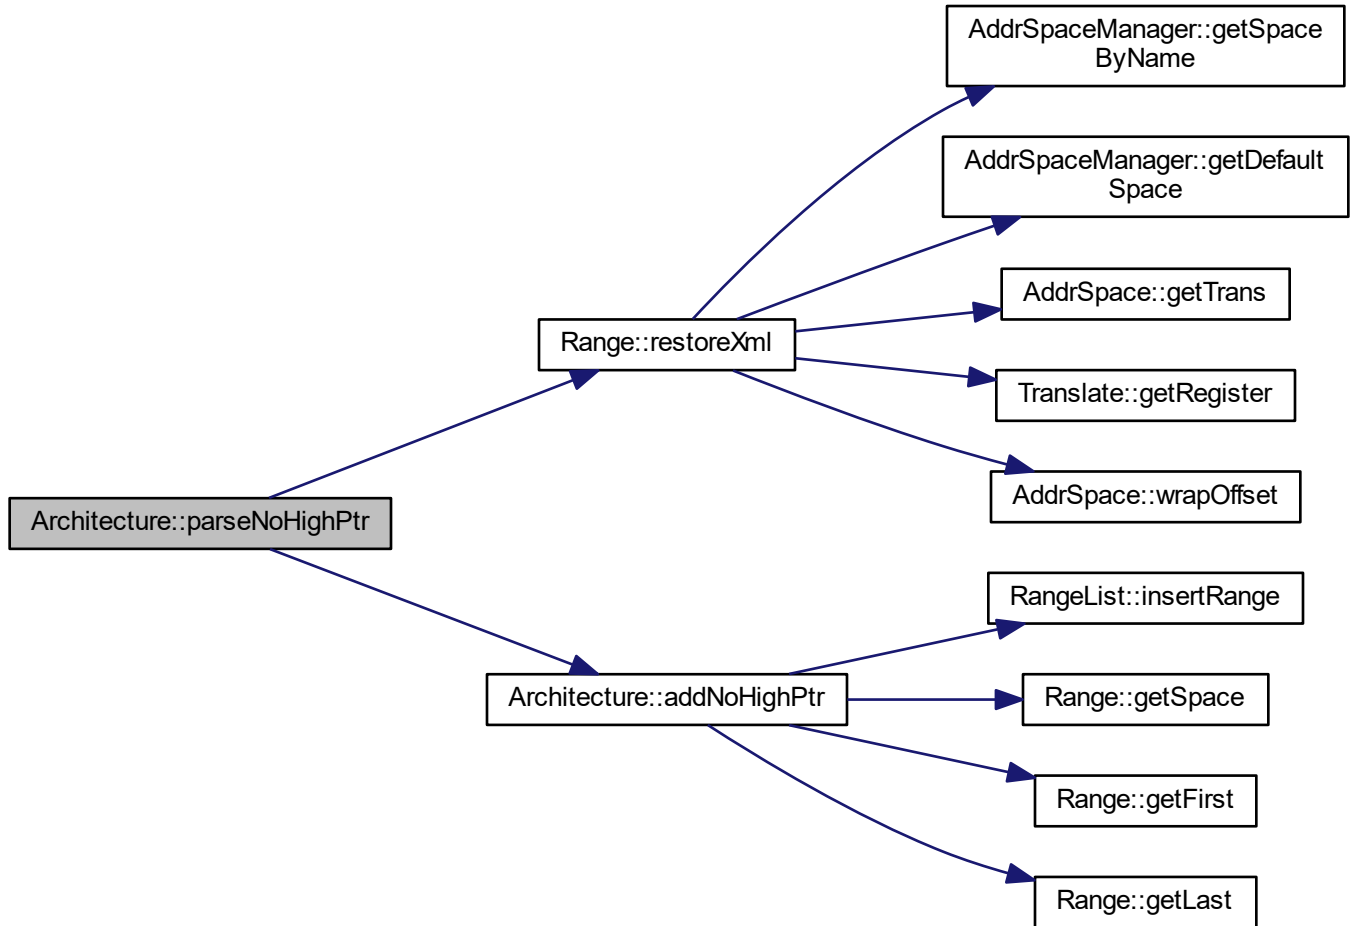 AddrSpaceManager::getSpace
ByName
AddrSpaceManager::getDefault
Space
AddrSpace::getTrans
Range::restoreXml
Translate::getRegister
AddrSpace::wrapOffset
Architecture::parseNoHighPtr
RangeList::insertRange
Architecture::addNoHighPtr
Range::getSpace
Range::getFirst
Range::getLast